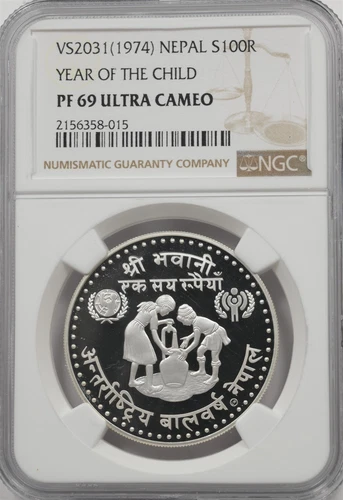 VS2031(1974) NEPAL S100R
YEAR OF THE CHILD
PF 69 ULTRA CAMEO
2156358-015
NUMISMATIC GUARANTY COMPANY
NGC
श्री भवानी
एक सय रुपैयाँ
अन्तर्राष्ट्रिय बालवर्ष नेपाल